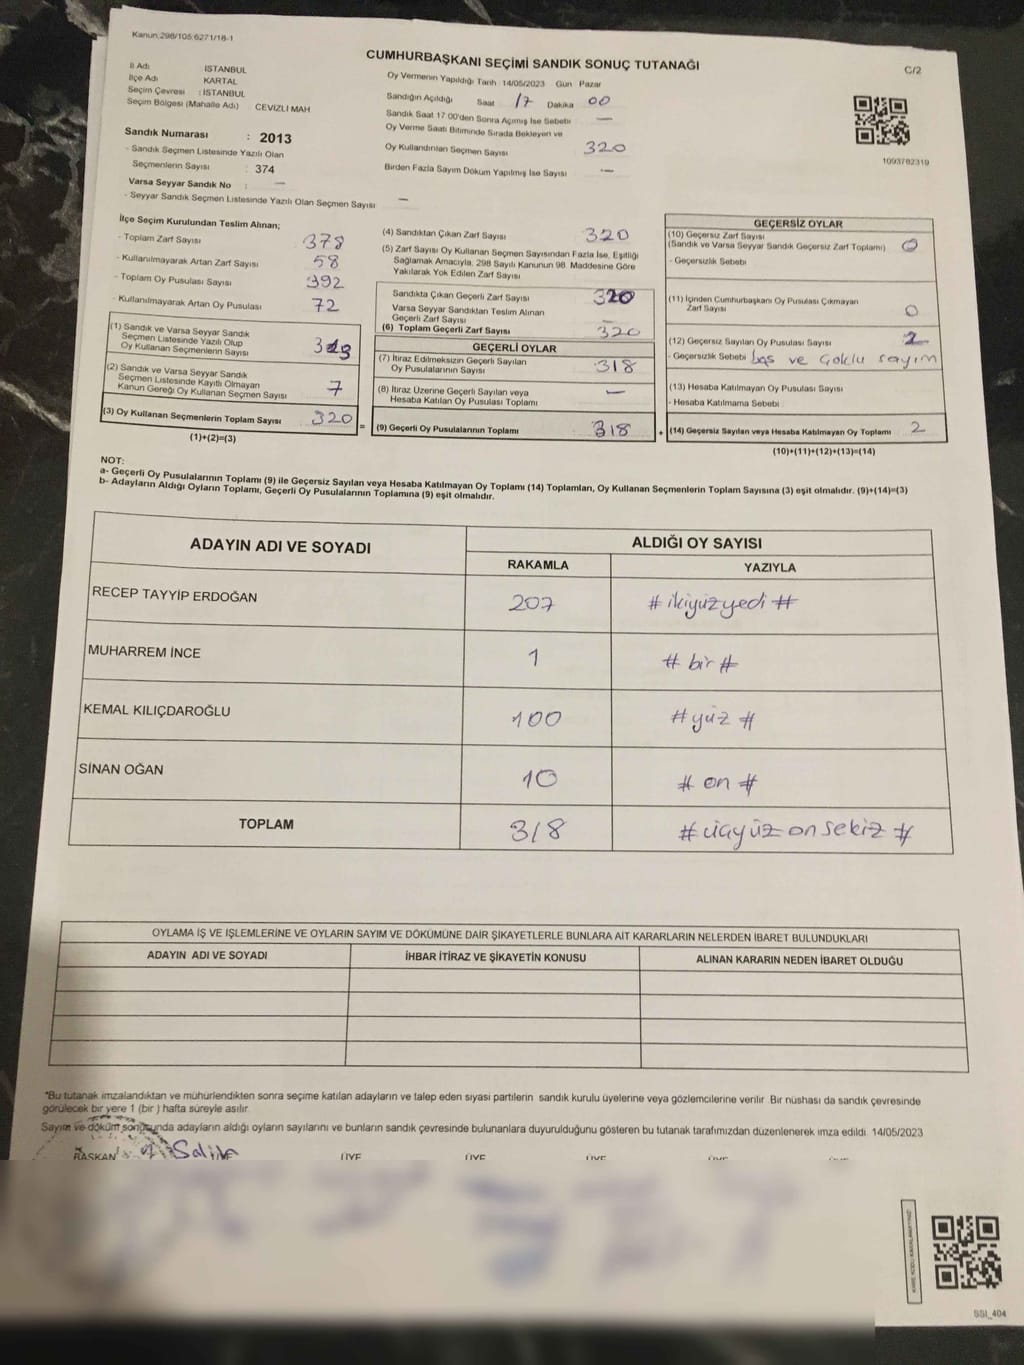 Kanun.298/105;6271/18-1
CUMHURBAŞKANI SEÇİMİ SANDIK SONUÇ TUTANAĞI
C/2
İl Adı İSTANBUL
İlçe Adı KARTAL
Seçim Çevresi : İSTANBUL
Seçim Bölgesi (Mahalle Adı) CEVİZLİ MAH
Sandık Numarası : 2013
- Sandık Seçmen Listesinde Yazılı Olan
Seçmenlerin Sayısı : 374
Varsa Seyyar Sandık No : —
- Seyyar Sandık Seçmen Listesinde Yazılı Olan Seçmen Sayısı —
Oy Vermenin Yapıldığı Tarih : 14/05/2023 Gün Pazar
Sandığın Açıldığı Saat 17 Dakika 00
Sandık Saat 17:00'den Sonra Açılmış İse Sebebi —
Oy Verme Saati Bitiminde Sırada Bekleyen ve
Oy Kullandırılan Seçmen Sayısı 320
Birden Fazla Sayım Döküm Yapılmış İse Sayısı —
1093782319
İlçe Seçim Kurulundan Teslim Alınan;
- Toplam Zarf Sayısı 378
- Kullanılmayarak Artan Zarf Sayısı 58
- Toplam Oy Pusulası Sayısı 392
- Kullanılmayarak Artan Oy Pusulası 72
(1) Sandık ve Varsa Seyyar Sandık
Seçmen Listesinde Yazılı Olup
Oy Kullanan Seçmenlerin Sayısı 313
(2) Sandık ve Varsa Seyyar Sandık
Seçmen Listesinde Kayıtlı Olmayan
Kanun Gereği Oy Kullanan Seçmen Sayısı 7
(3) Oy Kullanan Seçmenlerin Toplam Sayısı 320
(1)+(2)=(3)
(4) Sandıktan Çıkan Zarf Sayısı 320
(5) Zarf Sayısı Oy Kullanan Seçmen Sayısından Fazla İse, Eşitliği
Sağlamak Amacıyla, 298 Sayılı Kanunun 98. Maddesine Göre
Yakılarak Yok Edilen Zarf Sayısı
Sandıkta Çıkan Geçerli Zarf Sayısı 320
Varsa Seyyar Sandıktan Teslim Alınan
Geçerli Zarf Sayısı —
(6) Toplam Geçerli Zarf Sayısı 320
GEÇERLİ OYLAR
(7) İtiraz Edilmeksizin Geçerli Sayılan
Oy Pusulalarının Sayısı 318
(8) İtiraz Üzerine Geçerli Sayılan veya
Hesaba Katılan Oy Pusulası Toplamı —
= (9) Geçerli Oy Pusulalarının Toplamı 318
GEÇERSİZ OYLAR
(10) Geçersiz Zarf Sayısı
(Sandık ve Varsa Seyyar Sandık Geçersiz Zarf Toplamı) 0
- Geçersizlik Sebebi
(11) İçinden Cumhurbaşkanı Oy Pusulası Çıkmayan
Zarf Sayısı 0
(12) Geçersiz Sayılan Oy Pusulası Sayısı 2
- Geçersizlik Sebebi boş ve Çoklu sayım
(13) Hesaba Katılmayan Oy Pusulası Sayısı
- Hesaba Katılmama Sebebi
+ (14) Geçersiz Sayılan veya Hesaba Katılmayan Oy Toplamı 2
(10)+(11)+(12)+(13)=(14)
NOT:
a- Geçerli Oy Pusulalarının Toplamı (9) ile Geçersiz Sayılan veya Hesaba Katılmayan Oy Toplamı (14) Toplamları, Oy Kullanan Seçmenlerin Toplam Sayısına (3) eşit olmalıdır. (9)+(14)=(3)
b- Adayların Aldığı Oyların Toplamı, Geçerli Oy Pusulalarının Toplamına (9) eşit olmalıdır.
ADAYIN ADI VE SOYADI ALDIĞI OY SAYISI
RAKAMLA YAZIYLA
RECEP TAYYİP ERDOĞAN 207 # ikiyüzyedi #
MUHARREM İNCE 1 # bir #
KEMAL KILIÇDAROĞLU 100 # yüz #
SİNAN OĞAN 10 # on #
TOPLAM 318 # üçyüz onsekiz #
OYLAMA İŞ VE İŞLEMLERİNE VE OYLARIN SAYIM VE DÖKÜMÜNE DAİR ŞİKAYETLERLE BUNLARA AİT KARARLARIN NELERDEN İBARET BULUNDUKLARI
ADAYIN ADI VE SOYADI İHBAR İTİRAZ VE ŞİKAYETİN KONUSU ALINAN KARARIN NEDEN İBARET OLDUĞU
*Bu tutanak imzalandıktan ve mühürlendikten sonra seçime katılan adayların ve talep eden siyasi partilerin sandık kurulu üyelerine veya gözlemcilerine verilir. Bir nüshası da sandık çevresinde
görülecek bir yere 1 (bir ) hafta süreyle asılır.
Sayım ve döküm sonucunda adayların aldığı oyların sayılarını ve bunların sandık çevresinde bulunanlara duyurulduğunu gösteren bu tutanak tarafımızdan düzenlenerek imza edildi. 14/05/2023
BAŞKAN ÜYE ÜYE ÜYE
SSI_404